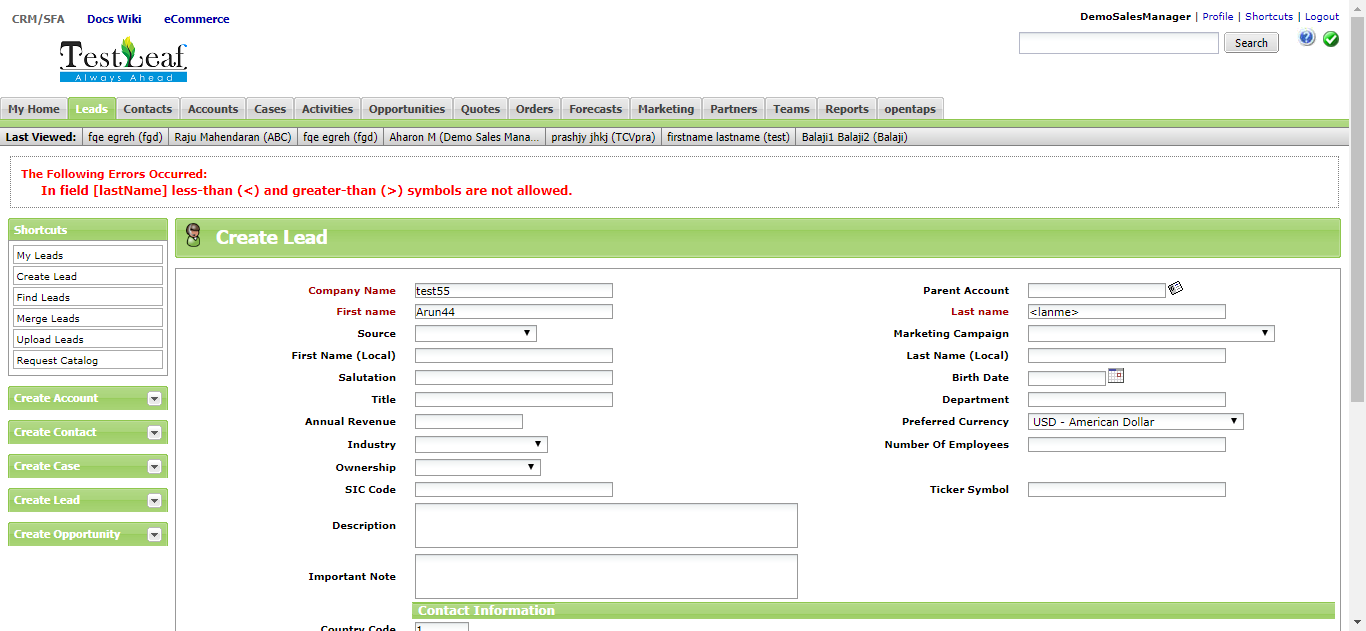 CRM/SFA Docs Wiki eCommerce
DemoSalesManager | Profile | Shortcuts | Logout
TestLeaf
Always Ahead
Search
My Home Leads Contacts Accounts Cases Activities Opportunities Quotes Orders Forecasts Marketing Partners Teams Reports opentaps
Last Viewed: fqe egreh (fgd) Raju Mahendaran (ABC) fqe egreh (fgd) Aharon M (Demo Sales Mana... prashjy jhkj (TCVpra) firstname lastname (test) Balaji1 Balaji2 (Balaji)
The Following Errors Occurred:
In field [lastName] less-than (<) and greater-than (>) symbols are not allowed.
Shortcuts
My Leads
Create Lead
Find Leads
Merge Leads
Upload Leads
Request Catalog
Create Account
Create Contact
Create Case
Create Lead
Create Opportunity
Create Lead
Company Name test55 Parent Account
First name Arun44 Last name <lanme>
Source Marketing Campaign
First Name (Local) Last Name (Local)
Salutation Birth Date
Title Department
Annual Revenue Preferred Currency USD - American Dollar
Industry Number Of Employees
Ownership
SIC Code Ticker Symbol
Description
Important Note
Contact Information
Country Code 1